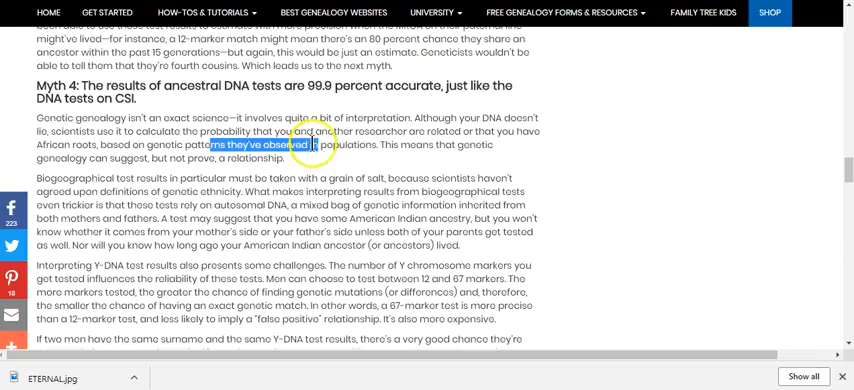 HOME GET STARTED HOW-TOS & TUTORIALS BEST GENEALOGY WEBSITES UNIVERSITY FREE GENEALOGY FORMS & RESOURCES FAMILY TREE KIDS SHOP
might've lived—for instance, a 12-marker match might mean there's an 80 percent chance they share an
ancestor within the past 15 generations—but again, this would be just an estimate. Geneticists wouldn't be
able to tell them that they're fourth cousins. Which leads us to the next myth.
Myth 4: The results of ancestral DNA tests are 99.9 percent accurate, just like the
DNA tests on CSI.
Genetic genealogy isn't an exact science—it involves quite a bit of interpretation. Although your DNA doesn't
lie, scientists use it to calculate the probability that you and another researcher are related or that you have
African roots, based on genetic patterns they've observed in populations. This means that genetic
genealogy can suggest, but not prove, a relationship.
Biogeographical test results in particular must be taken with a grain of salt, because scientists haven't
agreed upon definitions of genetic ethnicity. What makes interpreting results from biogeographical tests
even trickier is that these tests rely on autosomal DNA, a mixed bag of genetic information inherited from
both mothers and fathers. A test may suggest that you have some American Indian ancestry, but you won't
know whether it comes from your mother's side or your father's side unless both of your parents get tested
as well. Nor will you know how long ago your American Indian ancestor (or ancestors) lived.
223
18
Interpreting Y-DNA test results also presents some challenges. The number of Y chromosome markers you
get tested influences the reliability of these tests. Men can choose to test between 12 and 67 markers. The
more markers tested, the greater the chance of finding genetic mutations (or differences) and, therefore,
the smaller the chance of having an exact genetic match. In other words, a 67-marker test is more precise
than a 12-marker test, and less likely to imply a "false positive" relationship. It's also more expensive.
If two men have the same surname and the same Y-DNA test results, there's a very good chance they're
ETERNAL.jpg
Show all